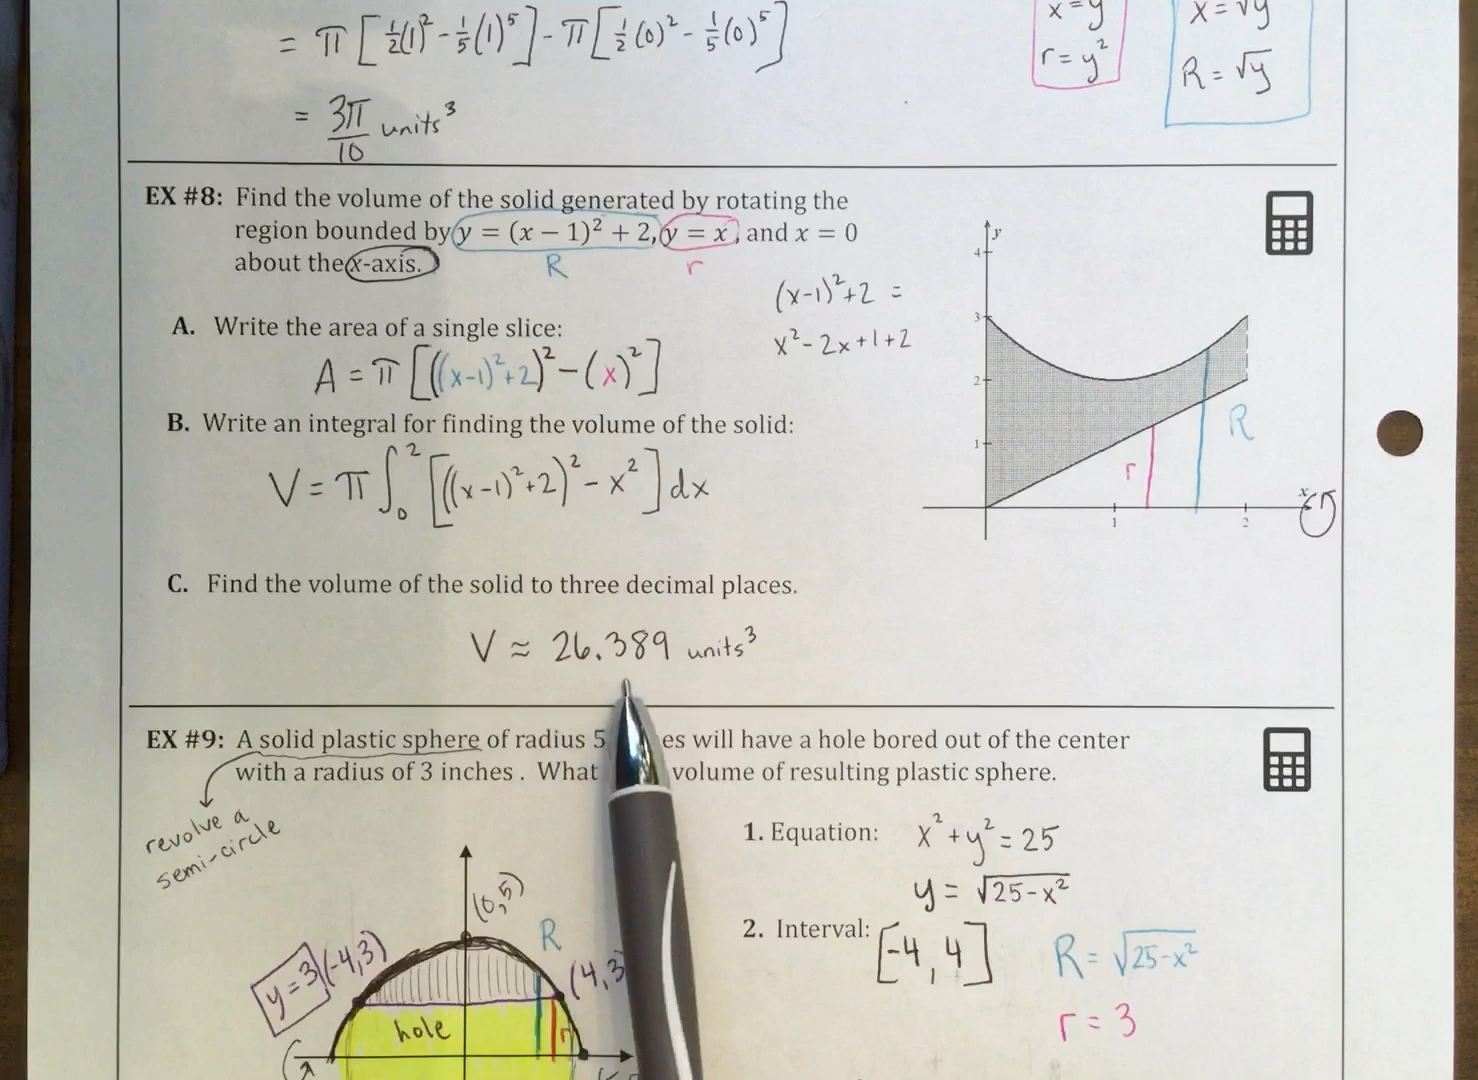 = π [½(1)² - ⅕(1)⁵] - π[½(0)² - ⅕(0)⁵]
= 3π/10 units³
x = y
r = y²
x = √y
R = √y
EX #8: Find the volume of the solid generated by rotating the
region bounded by y = (x − 1)² + 2, y = x, and x = 0
about the x-axis.
R r
(x-1)²+2 =
x² - 2x+1+2
A. Write the area of a single slice:
A = π [((x-1)²+2)² - (x)²]
B. Write an integral for finding the volume of the solid:
V = π ∫₀² [((x-1)²+2)² - x²] dx
y
4
3
2
1
1
2
x
r
R
C. Find the volume of the solid to three decimal places.
V ≈ 26.389 units³
EX #9: A solid plastic sphere of radius 5 es will have a hole bored out of the center
with a radius of 3 inches . What volume of resulting plastic sphere.
revolve a
semi-circle
1. Equation: x² + y² = 25
y = √25-x²
2. Interval: [-4, 4]
R = √25-x²
r = 3
(0,5)
R
y = 3
(-4,3)
(4,3
hole
r